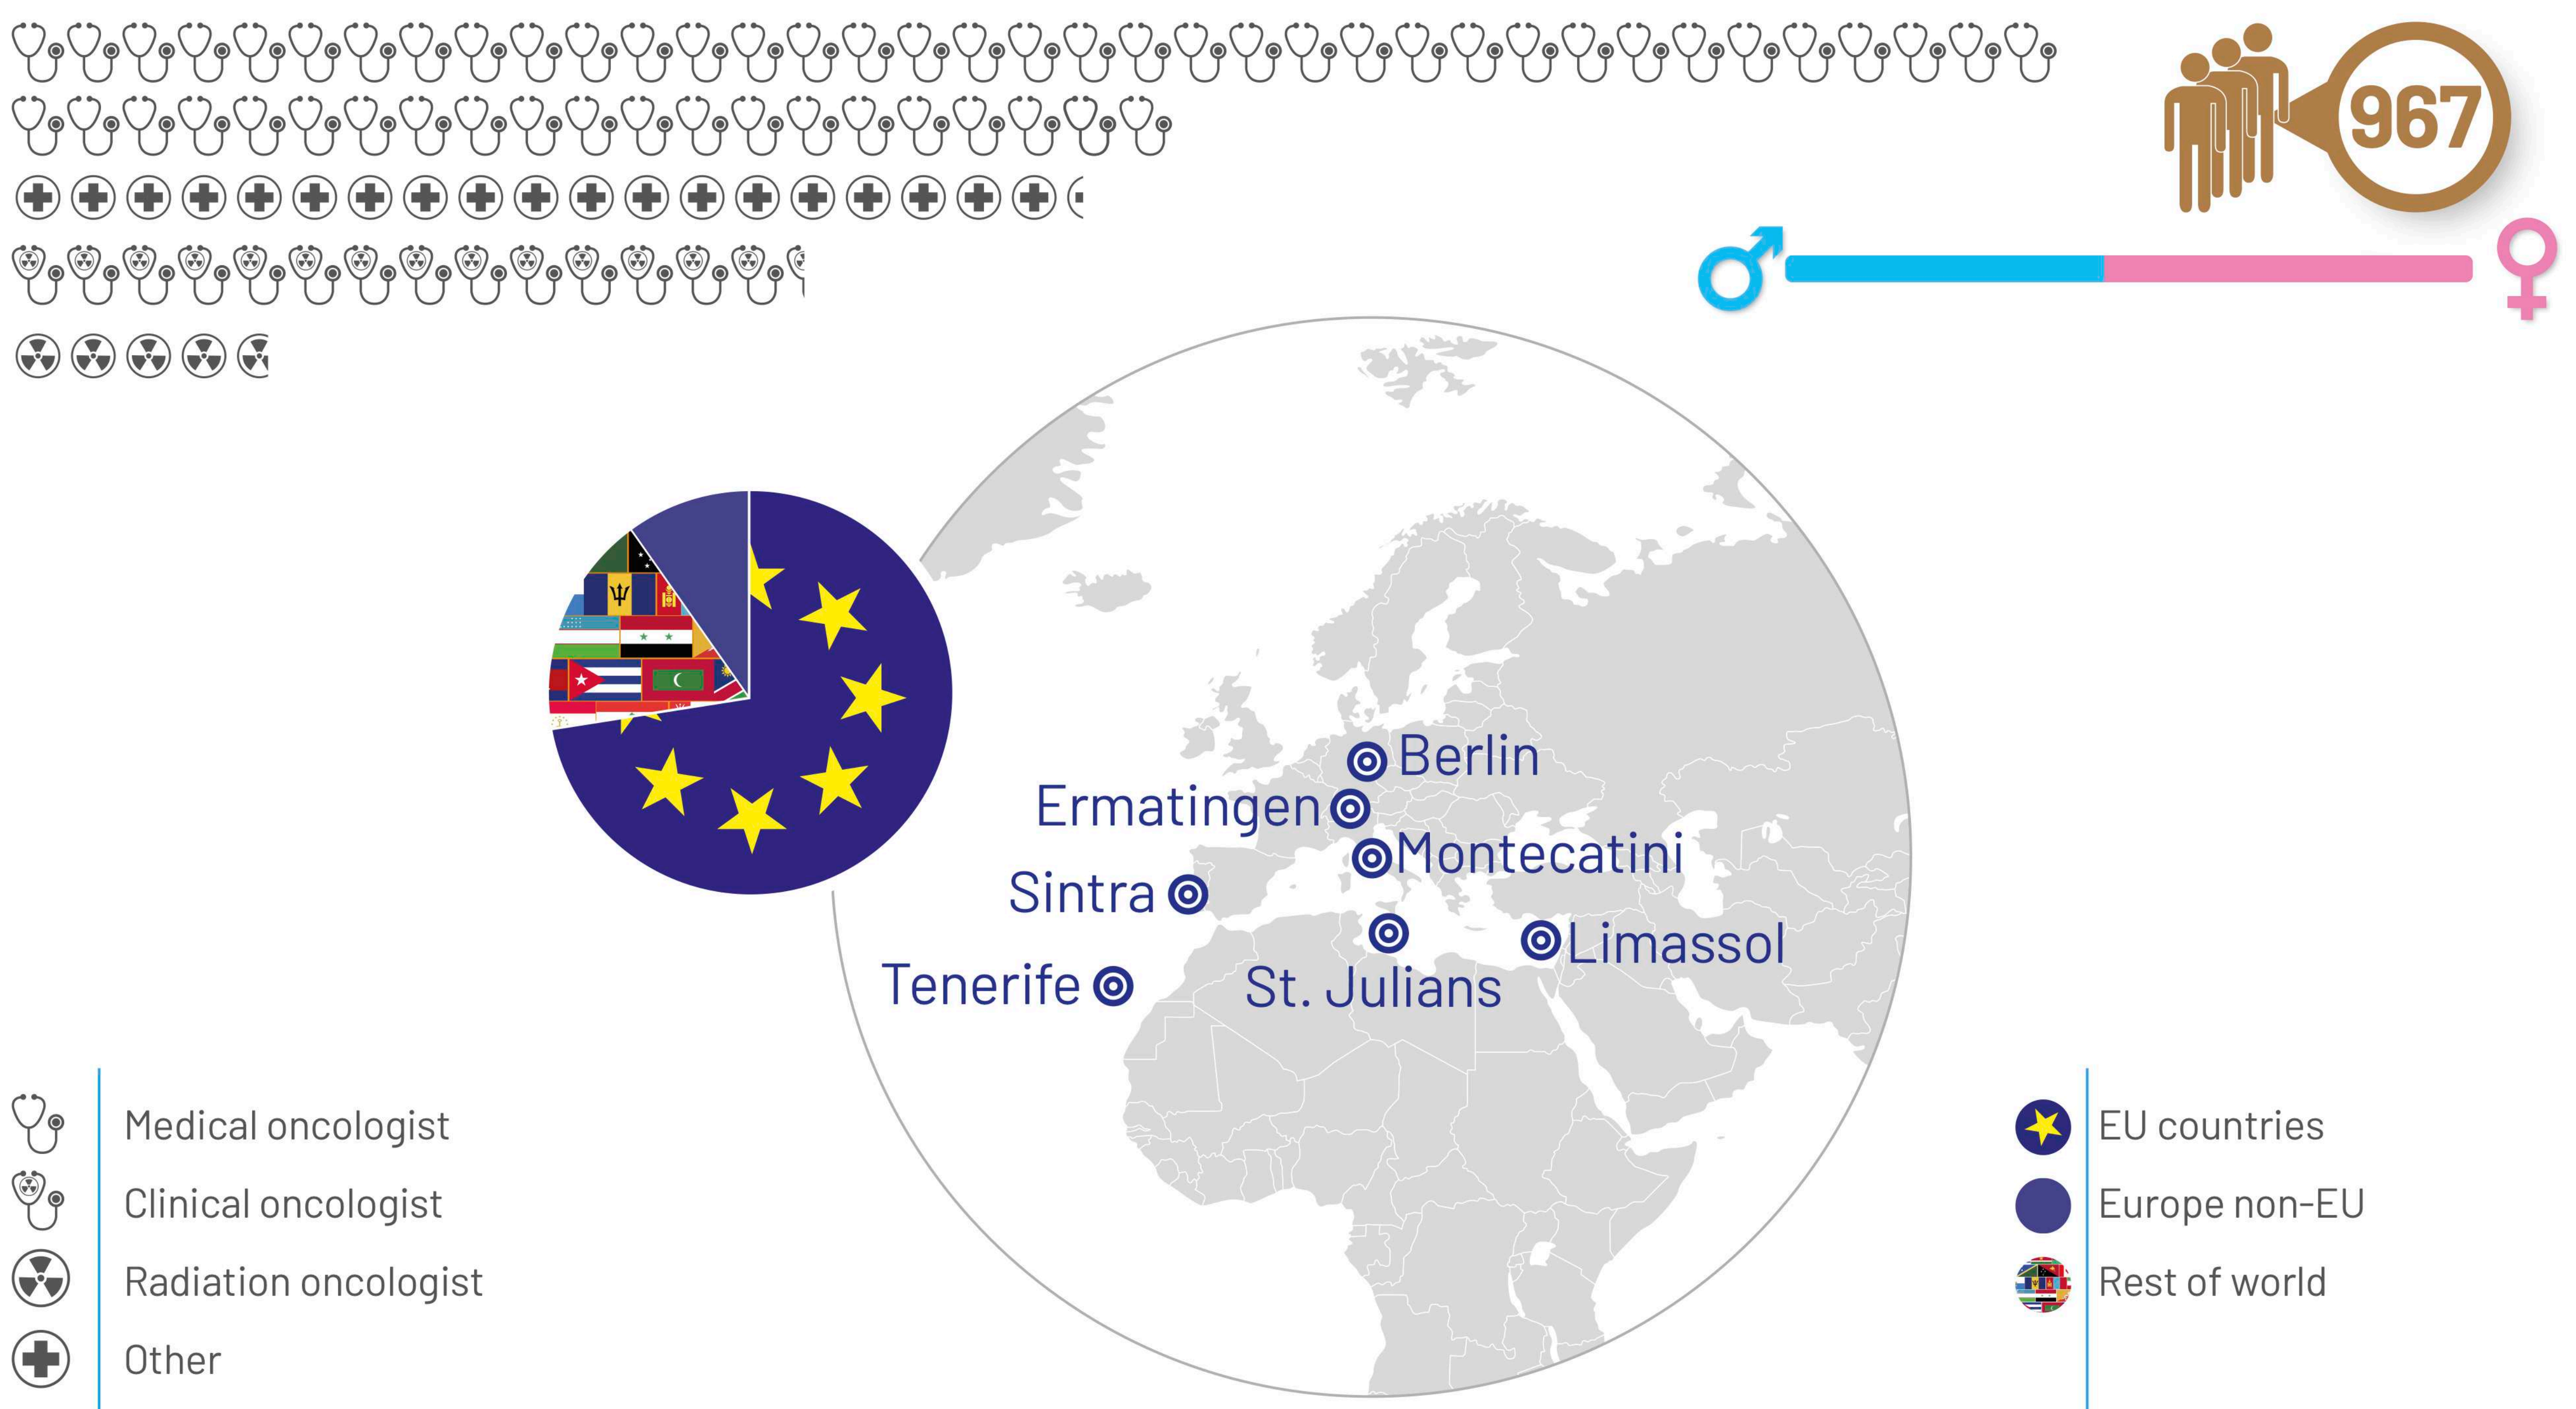 967
Berlin
Ermatingen
Montecatini
Sintra
Limassol
Tenerife
St. Julians
Medical oncologist
Clinical oncologist
Radiation oncologist
Other
EU countries
Europe non-EU
Rest of world